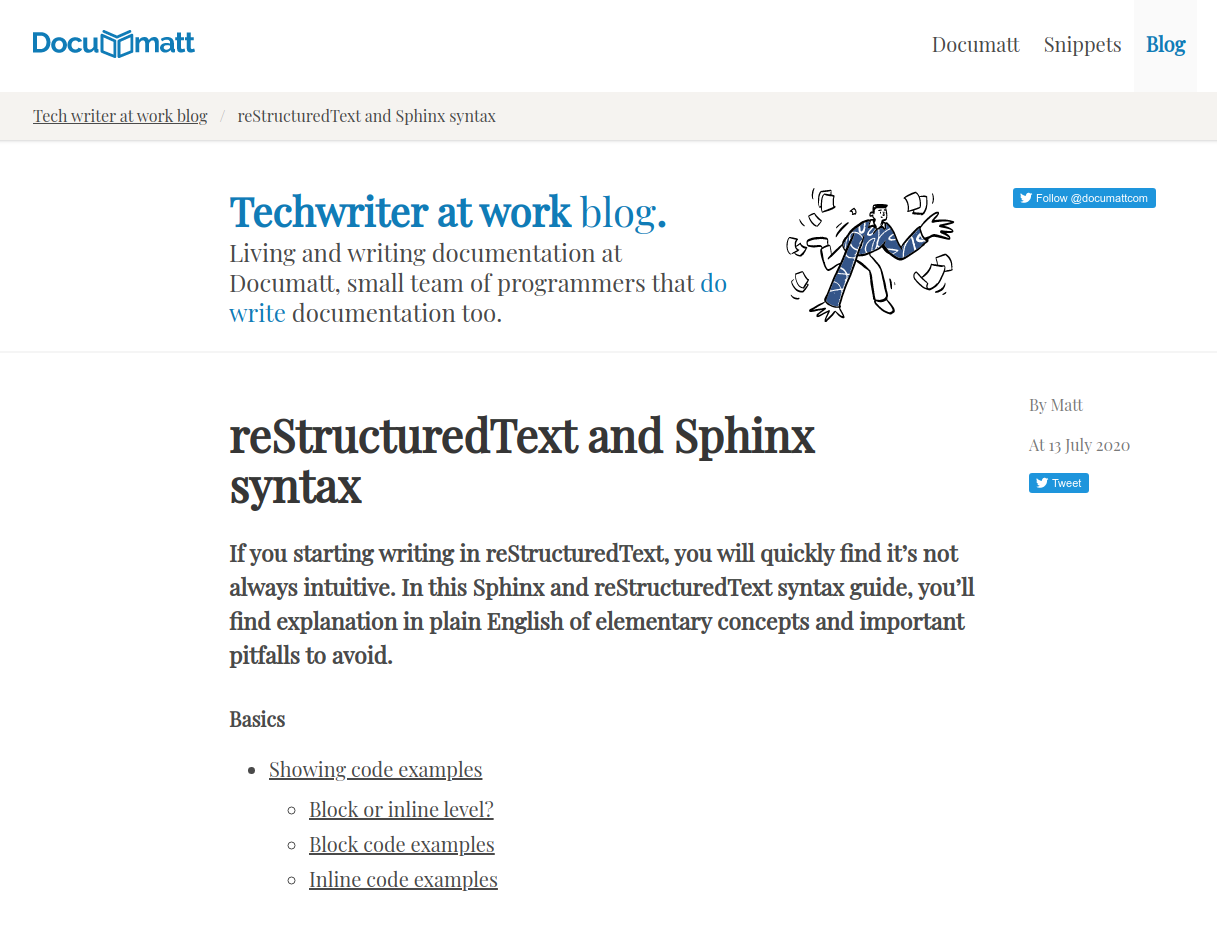 Documatt
Documatt Snippets Blog
Tech writer at work blog / reStructuredText and Sphinx syntax
Techwriter at work blog.
Living and writing documentation at
Documatt, small team of programmers that do
write documentation too.
Follow @documattcom
reStructuredText and Sphinx
syntax
By Matt
At 13 July 2020
Tweet
If you starting writing in reStructuredText, you will quickly find it’s not
always intuitive. In this Sphinx and reStructuredText syntax guide, you’ll
find explanation in plain English of elementary concepts and important
pitfalls to avoid.
Basics
Showing code examples
Block or inline level?
Block code examples
Inline code examples